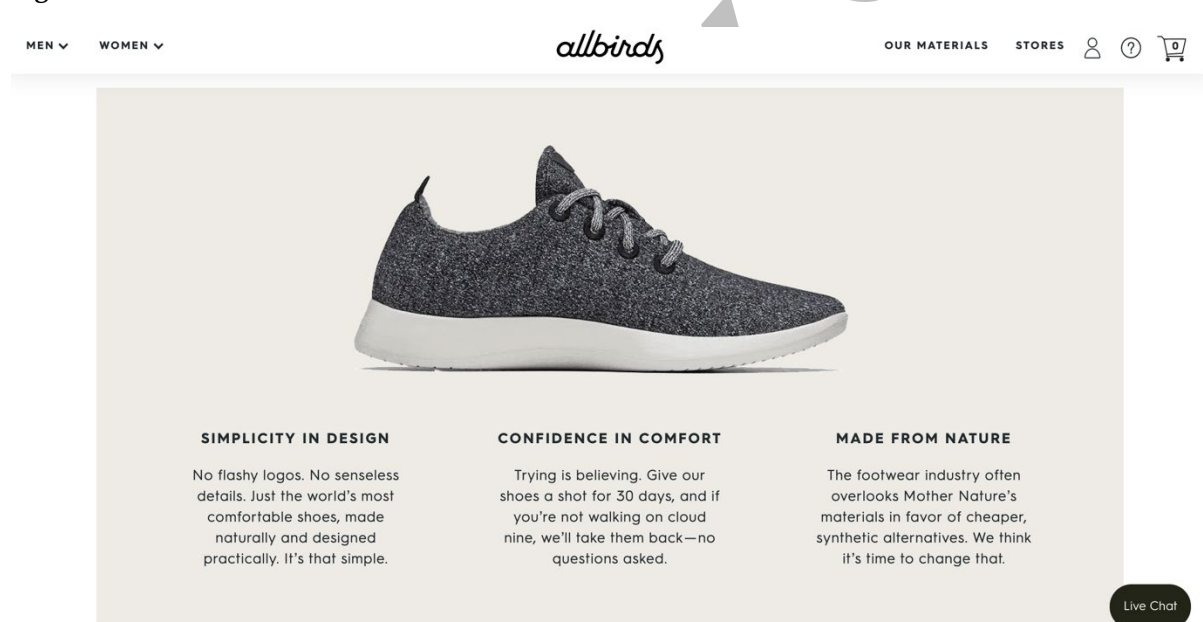 MEN
WOMEN
allbirds
OUR MATERIALS
STORES
?
0
SIMPLICITY IN DESIGN
No flashy logos. No senseless
details. Just the world's most
comfortable shoes, made
naturally and designed
practically. It's that simple.
CONFIDENCE IN COMFORT
Trying is believing. Give our
shoes a shot for 30 days, and if
you're not walking on cloud
nine, we'll take them back—no
questions asked.
MADE FROM NATURE
The footwear industry often
overlooks Mother Nature's
materials in favor of cheaper,
synthetic alternatives. We think
it's time to change that.
Live Chat